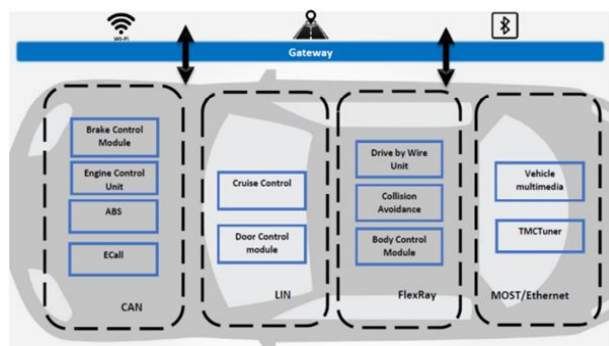 Wi-Fi
Gateway
Brake Control
Module
Engine Control
Unit
ABS
ECall
CAN
Cruise Control
Door Control
module
LIN
Drive by Wire
Unit
Collision
Avoidance
Body Control
Module
FlexRay
Vehicle
multimedia
TMCTuner
MOST/Ethernet